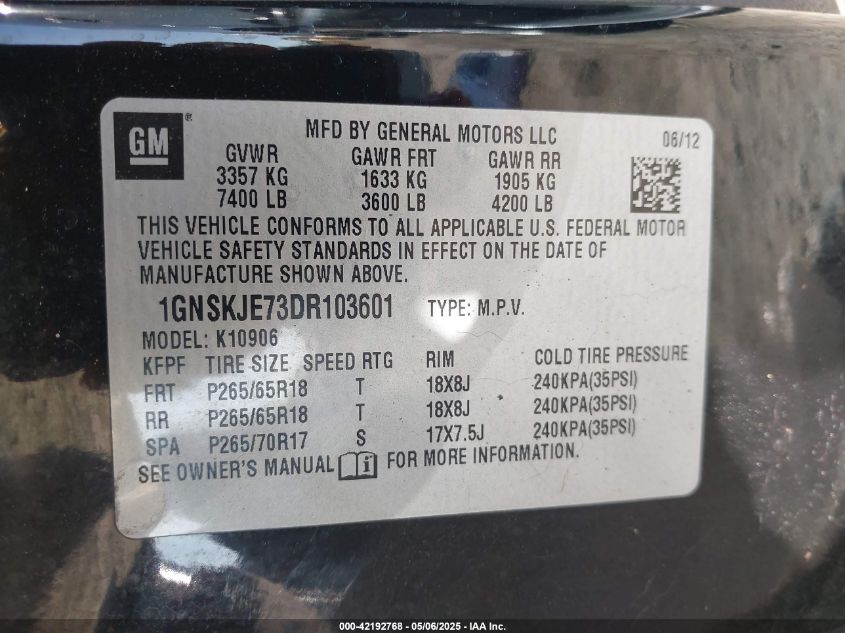 GM ®
MFD BY GENERAL MOTORS LLC 06/12
GVWR GAWR FRT GAWR RR
3357 KG 1633 KG 1905 KG
7400 LB 3600 LB 4200 LB
THIS VEHICLE CONFORMS TO ALL APPLICABLE U.S. FEDERAL MOTOR
VEHICLE SAFETY STANDARDS IN EFFECT ON THE DATE OF
MANUFACTURE SHOWN ABOVE.
1GNSKJE73DR103601 TYPE: M.P.V.
MODEL: K10906
KFPF TIRE SIZE SPEED RTG RIM COLD TIRE PRESSURE
FRT P265/65R18 T 18X8J 240KPA(35PSI)
RR P265/65R18 T 18X8J 240KPA(35PSI)
SPA P265/70R17 S 17X7.5J 240KPA(35PSI)
SEE OWNER'S MANUAL i FOR MORE INFORMATION.
000-42192768 - 05/06/2025 - IAA Inc.